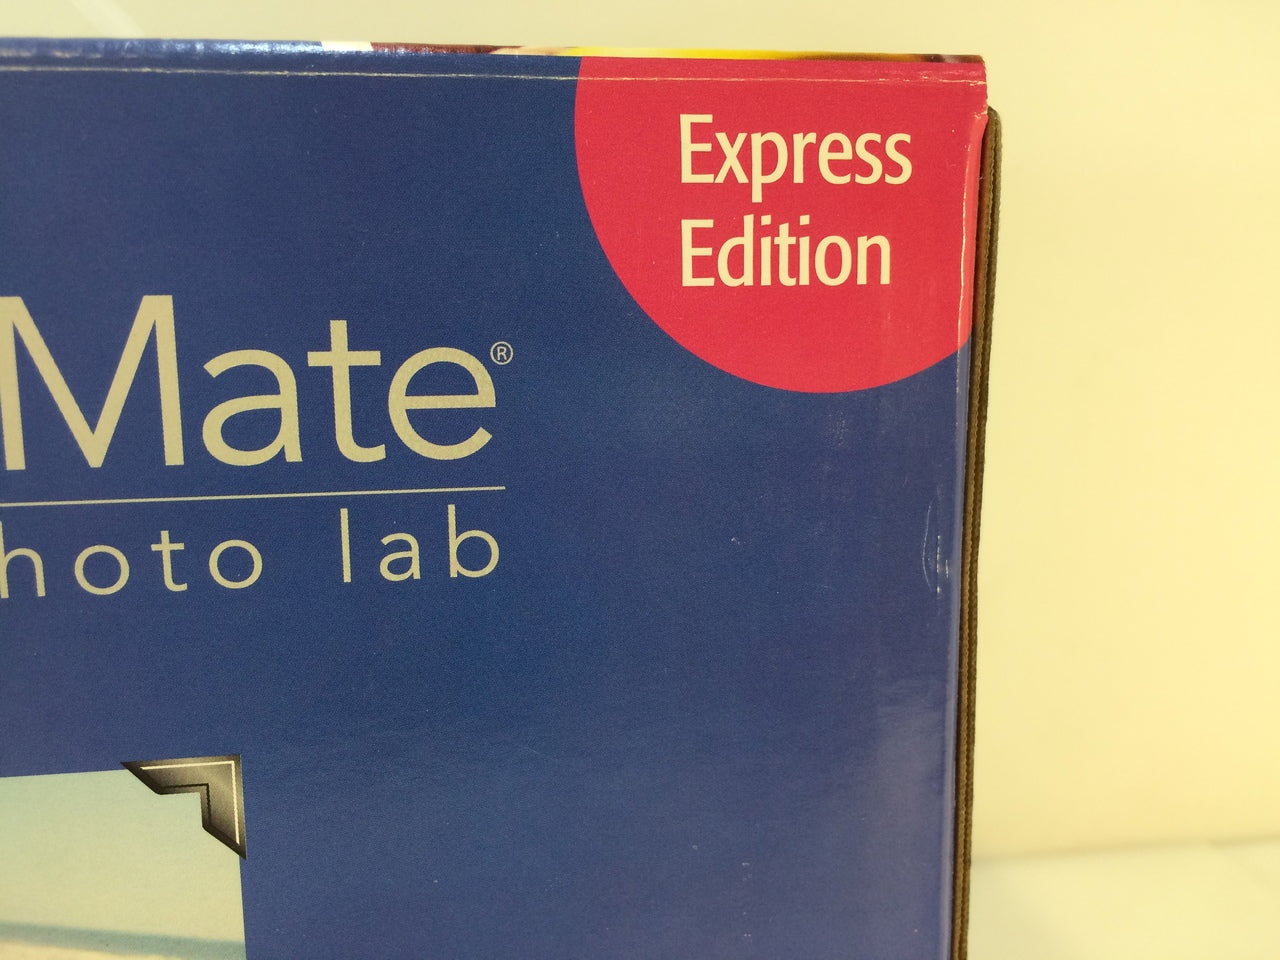 Express
Edition
Mate®
hoto lab